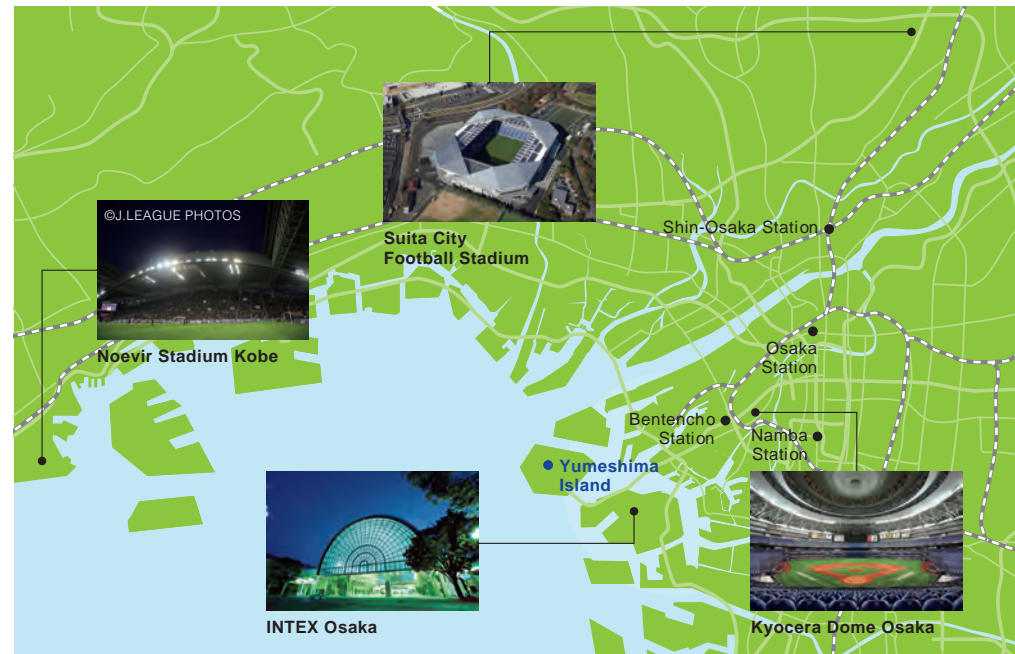 ©J.LEAGUE PHOTOS
Noevir Stadium Kobe
Suita City
Football Stadium
Shin-Osaka Station
Osaka
Station
Bentencho
Station
Namba
Station
Yumeshima
Island
INTEX Osaka
Kyocera Dome Osaka